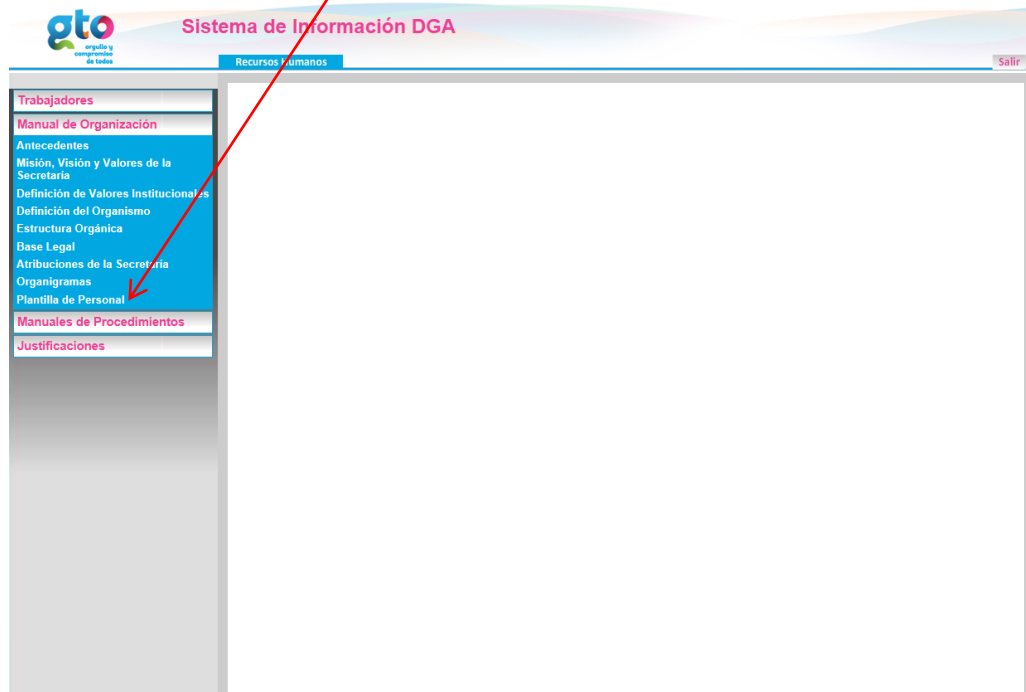 gto
orgullo y
compromiso
de todos
Sistema de Información DGA
Recursos Humanos
Salir
Trabajadores
Manual de Organización
Antecedentes
Misión, Visión y Valores de la
Secretaría
Definición de Valores Institucionales
Definición del Organismo
Estructura Orgánica
Base Legal
Atribuciones de la Secretaría
Organigramas
Plantilla de Personal
Manuales de Procedimientos
Justificaciones